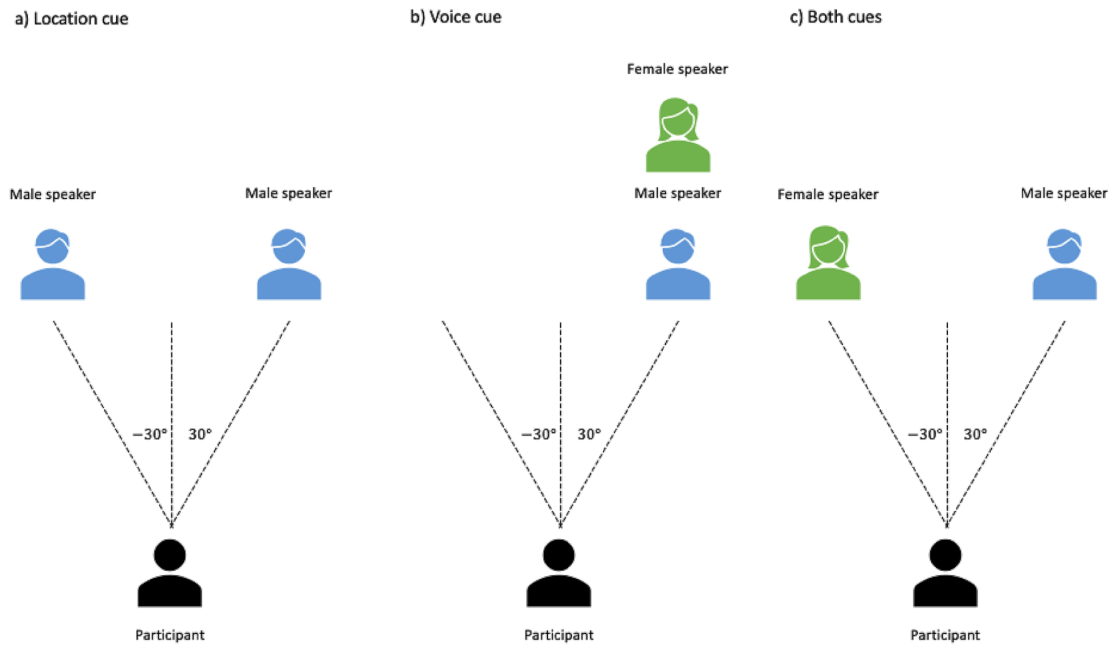 a) Location cue
b) Voice cue
c) Both cues
Female speaker
Male speaker
Male speaker
Male speaker
Female speaker
Male speaker
−30°
30°
−30°
30°
−30°
30°
Participant
Participant
Participant